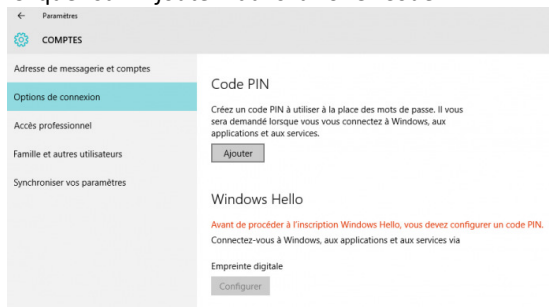 ← Paramètres
COMPTES
Adresse de messagerie et comptes
Options de connexion
Accès professionnel
Famille et autres utilisateurs
Synchroniser vos paramètres
Code PIN
Créez un code PIN à utiliser à la place des mots de passe. Il vous
sera demandé lorsque vous vous connectez à Windows, aux
applications et aux services.
Ajouter
Windows Hello
Avant de procéder à l'inscription Windows Hello, vous devez configurer un code PIN.
Connectez-vous à Windows, aux applications et aux services via
Empreinte digitale
Configurer